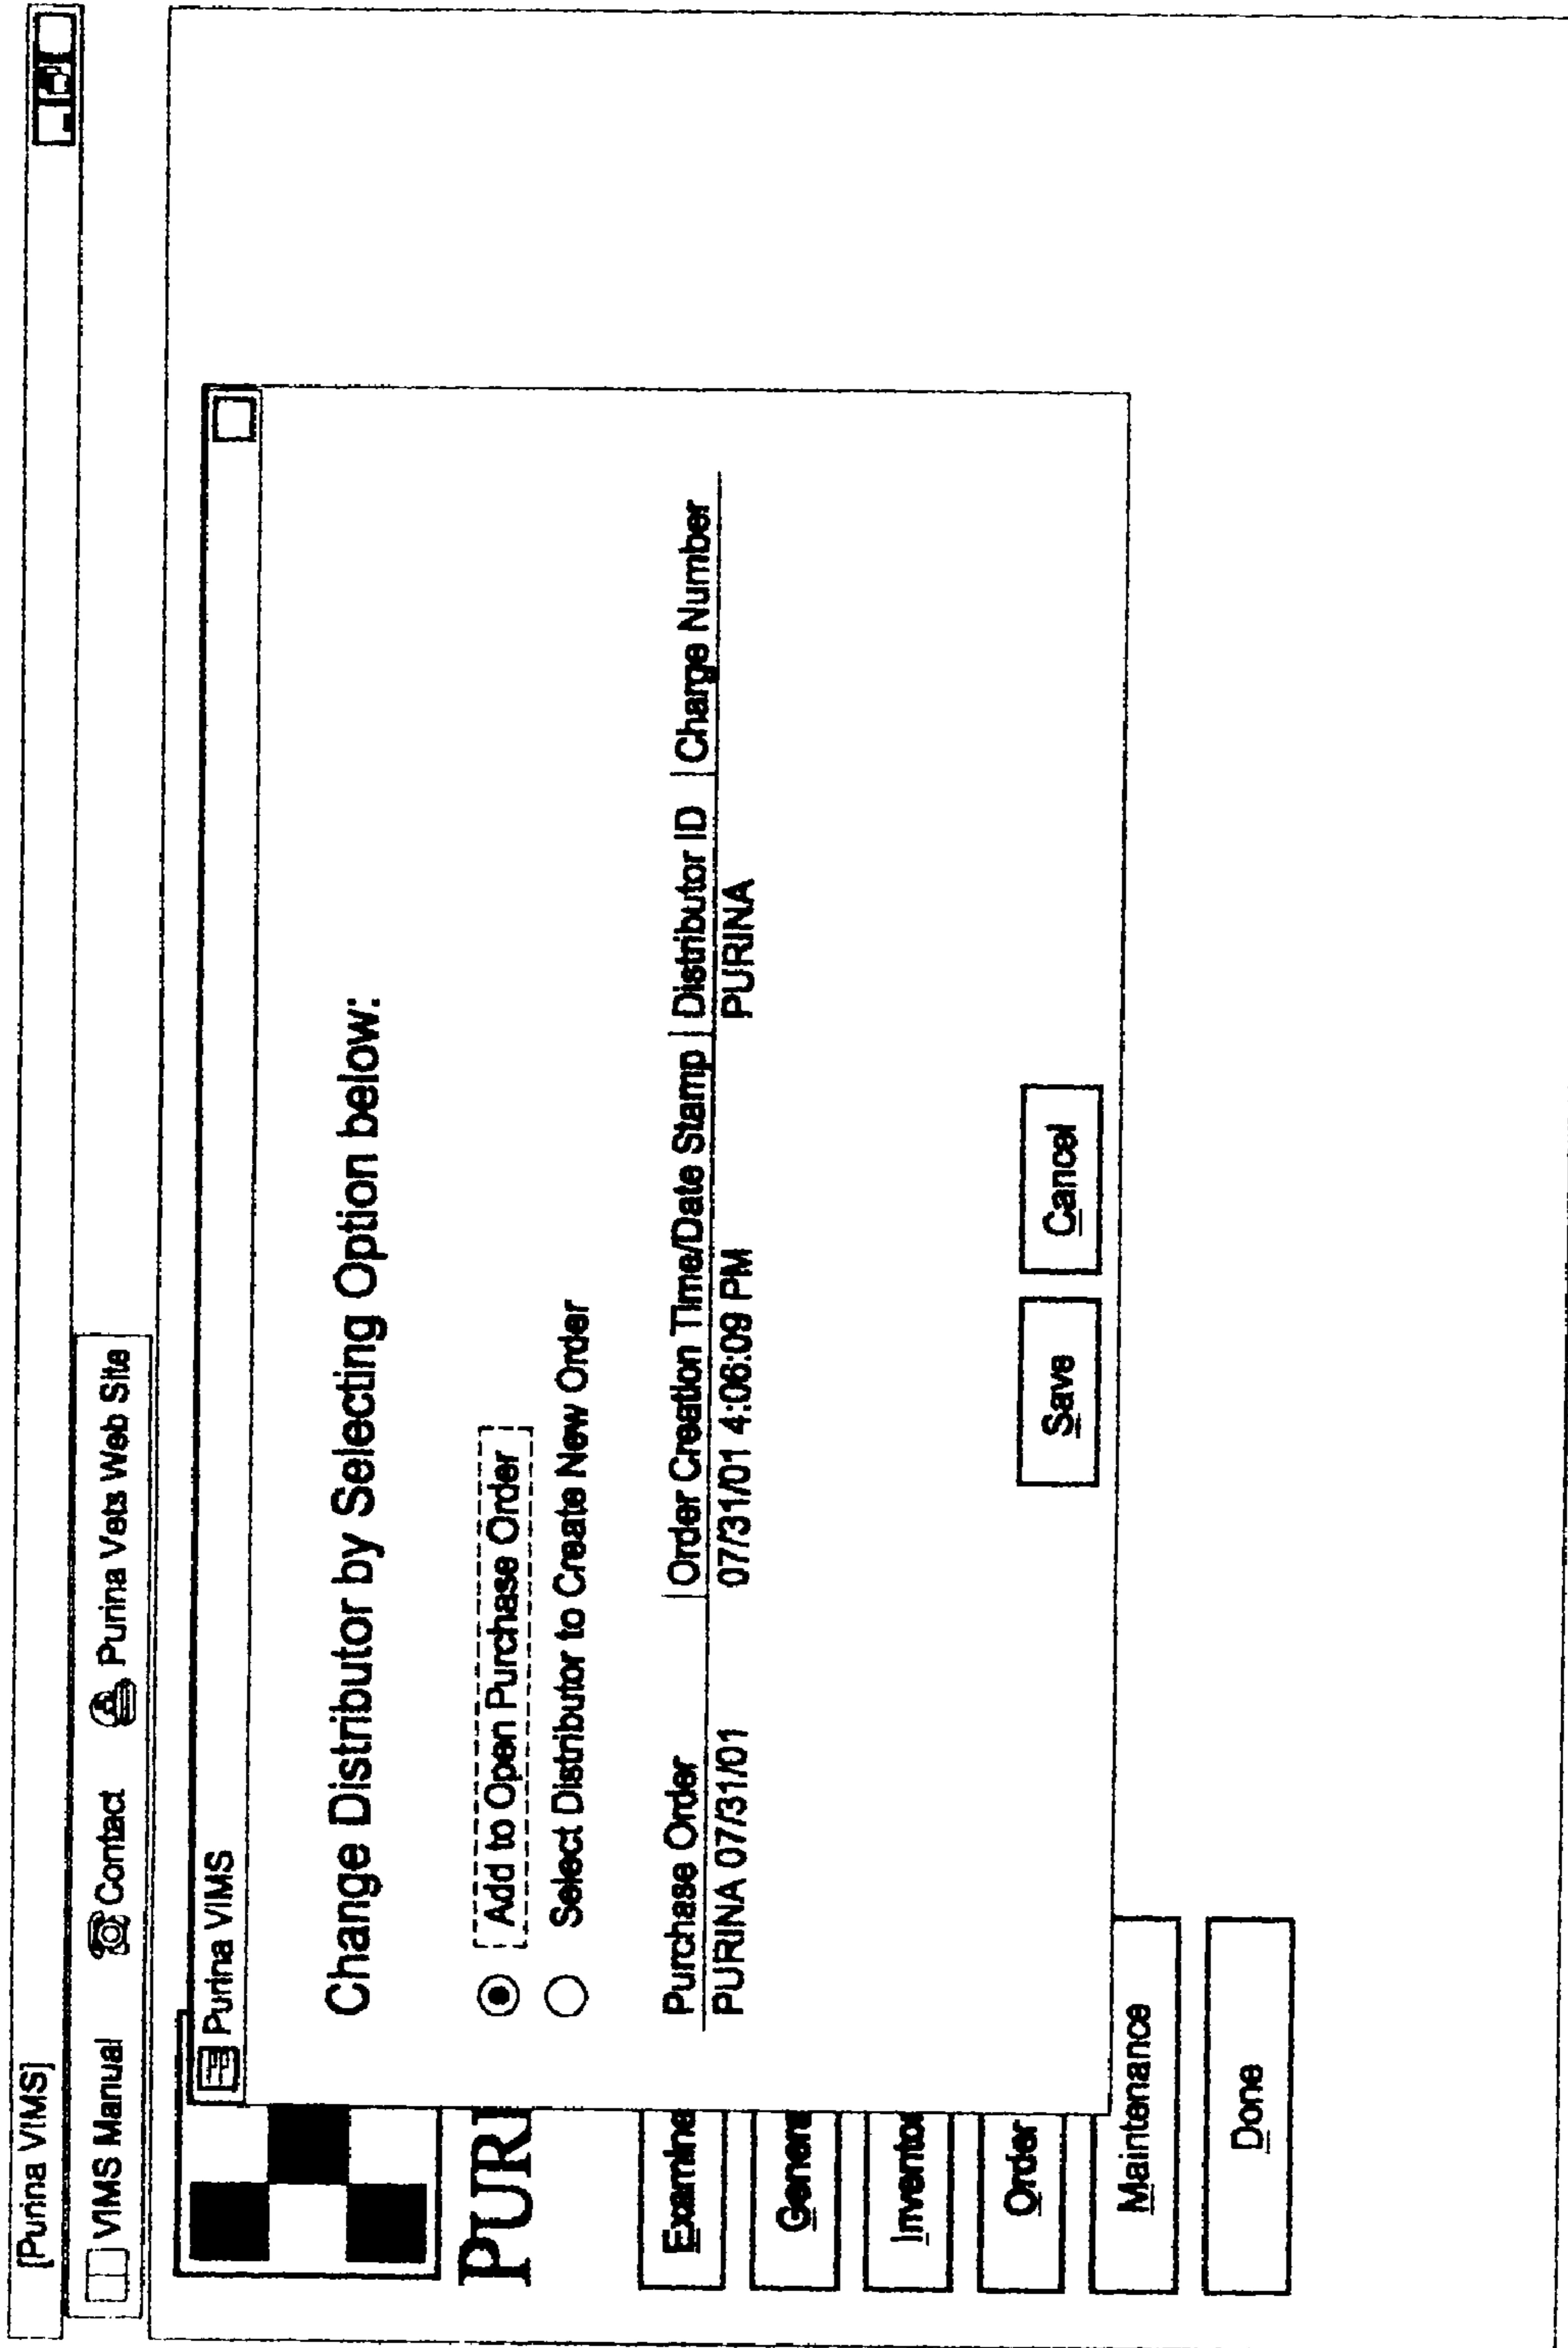 [Purina VIMS]
VIMS Manual Contact Purina Vets Web Site
Purina VIMS
Change Distributor by Selecting Option below:
Add to Open Purchase Order
Select Distributor to Create New Order
Purchase Order | Order Creation Time/Date Stamp | Distributor ID | Charge Number
PURINA 07/31/01 07/31/01 4:06:09 PM PURINA
Save Cancel
PURI
Examine
Genera
Inventor
Order
Maintenance
Done